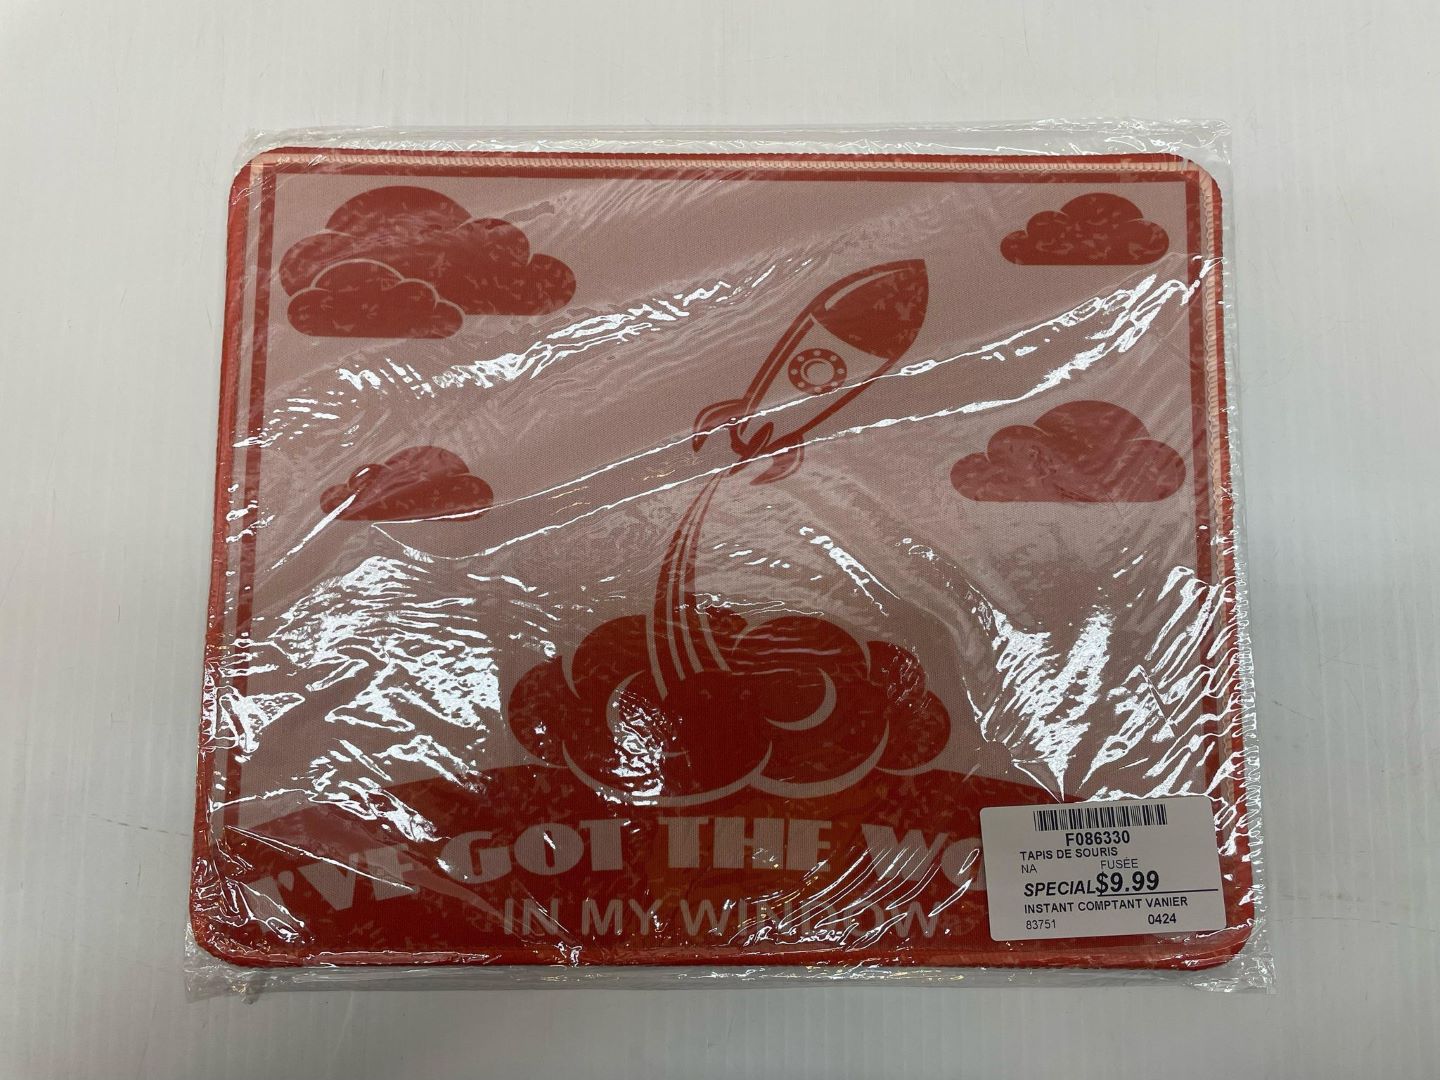 I'VE GOT THE WO
IN MY WINDOW
F086330
TAPIS DE SOURIS
NA FUSÉE
SPECIAL $9.99
INSTANT COMPTANT VANIER
83751 0424